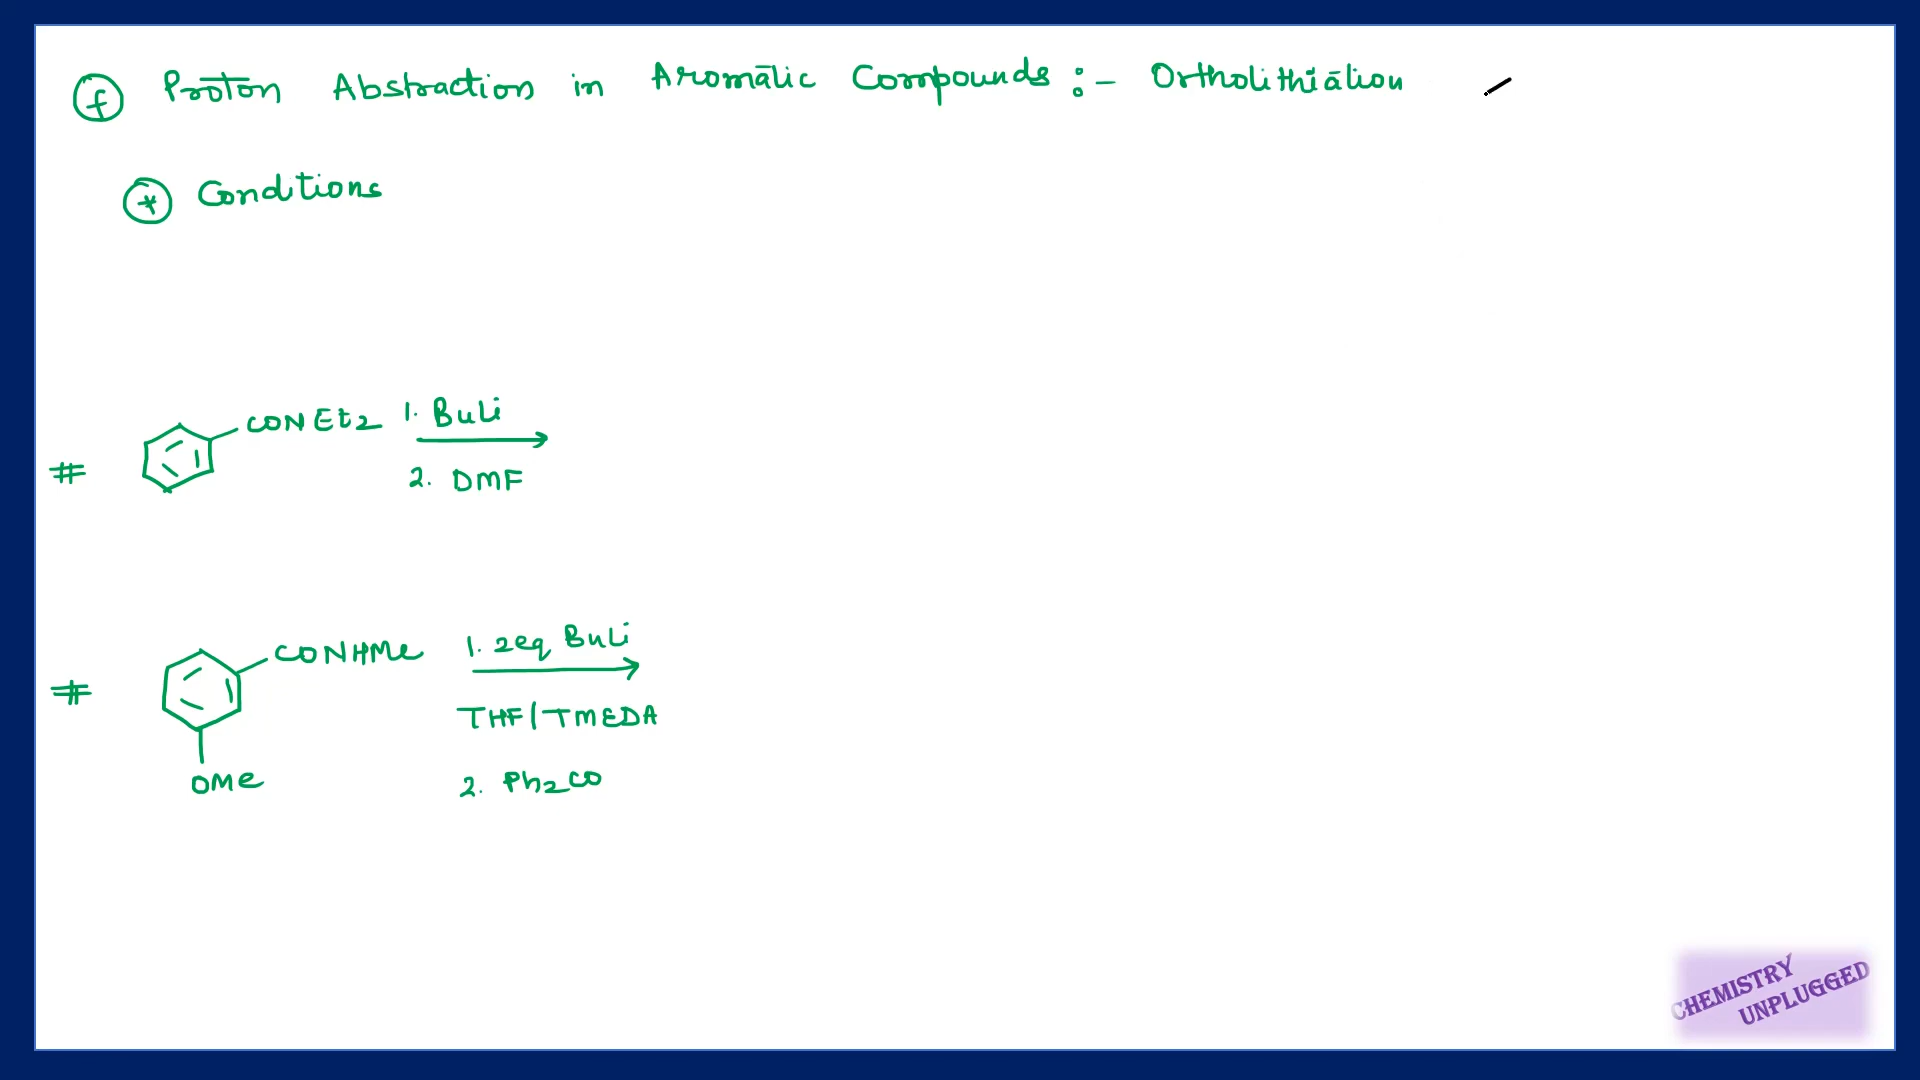 f Proton Abstraction in Aromatic Compounds :- Ortholithiation
* Conditions
# CONEt2 1. BuLi
2. DMF
# CONHMe 1. 2eq BuLi
THF/TMEDA
OMe 2. Ph2CO
CHEMISTRY
UNPLUGGED